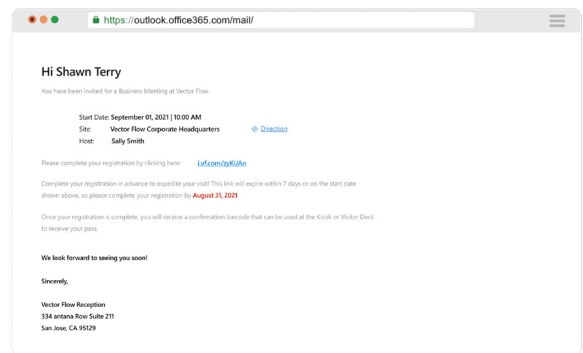 https://outlook.office365.com/mail/
Hi Shawn Terry
You have been invited for a Business Meeting at Vector Flow.
Start Date: September 01, 2021 | 10:00 AM
Site: Vector Flow Corporate Headquarters Direction
Host: Sally Smith
Please complete your registration by clicking here: i.vf.com/zyKiJAn
Complete your registration in advance to expedite your visit! This link will expire within 7 days or on the start date
shown above, so please complete your registration by August 31, 2021.
Once your registration is complete, you will receive a confirmation barcode that can be used at the Kiosk or Visitor Deck
to receive your pass.
We look forward to seeing you soon!
Sincerely,
Vector Flow Reception
334 antana Row Suite 211
San Jose, CA 95129